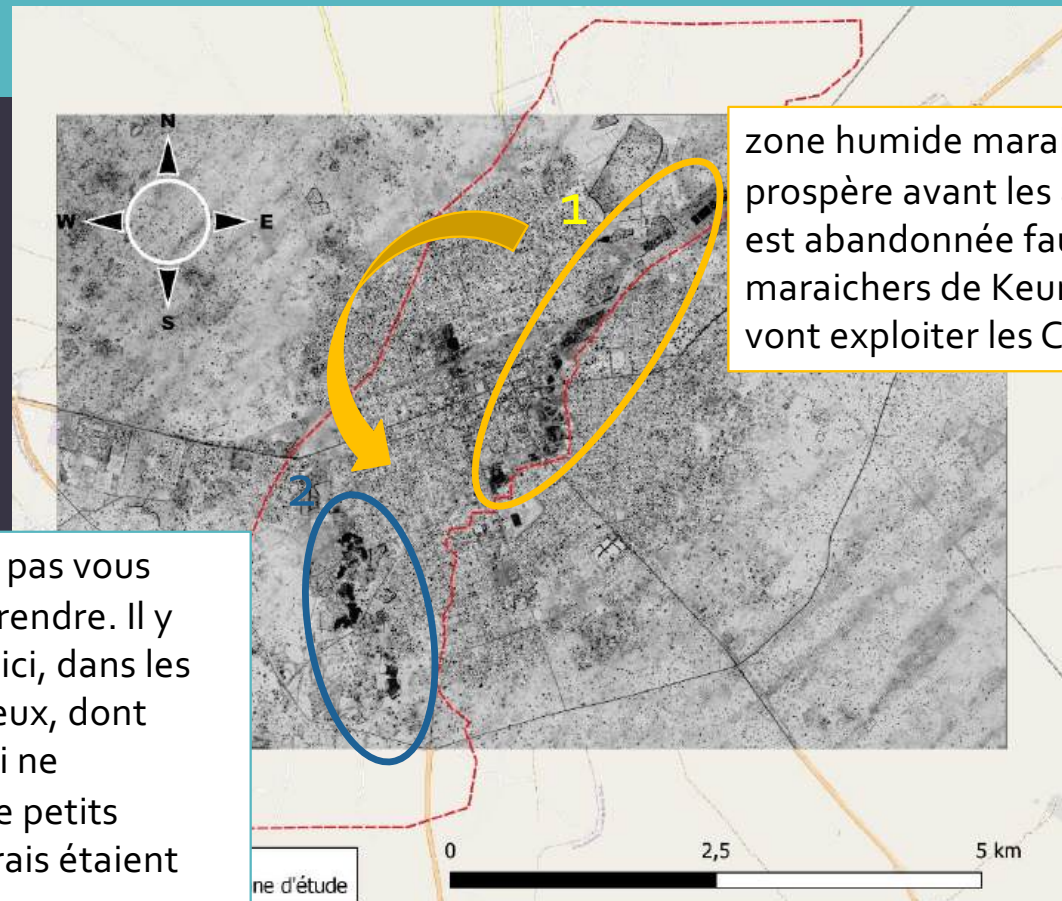 N
W
E
S
1
2
zone humide mara
prospère avant les
est abandonnée fau
maraichers de Keur
vont exploiter les C
pas vous
rendre. Il y
ici, dans les
eux, dont
i ne
e petits
rais étaient
ne d'étude
0
2,5
5 km